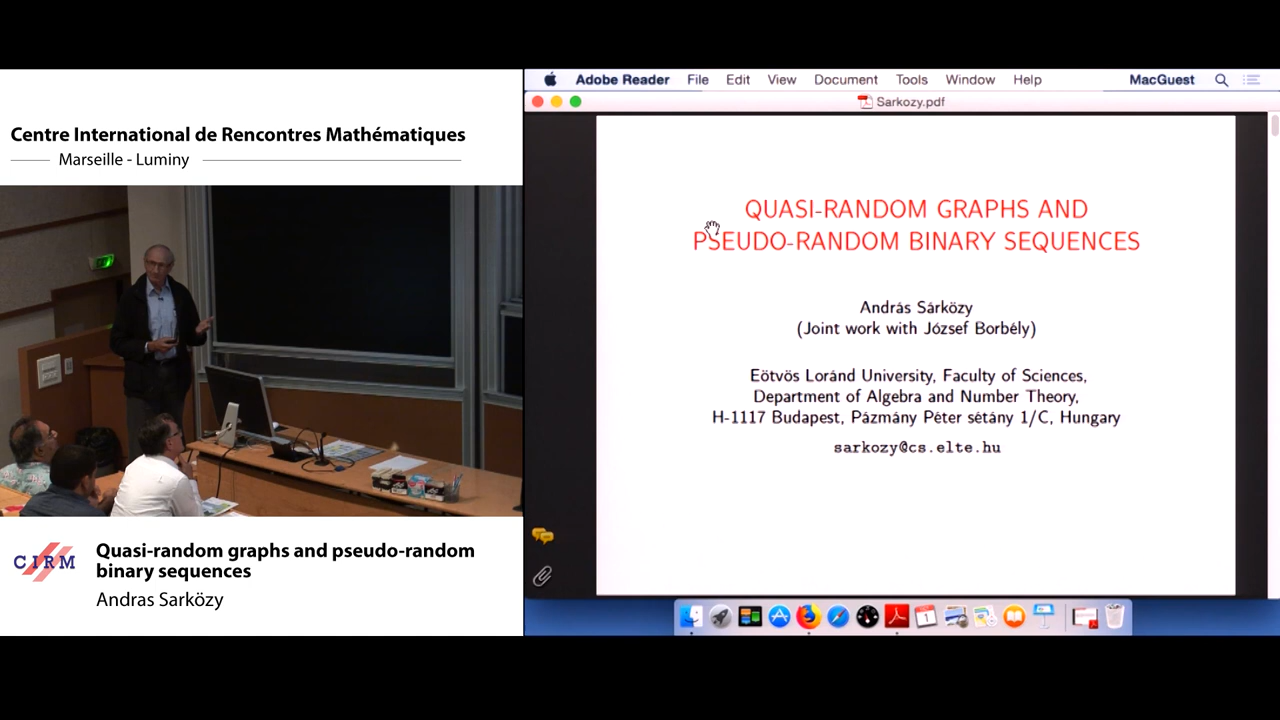 Centre International de Rencontres Mathématiques
Marseille - Luminy
CIRM
Quasi-random graphs and pseudo-random
binary sequences
Andras Sarközy
Adobe Reader File Edit View Document Tools Window Help MacGuest
Sarkozy.pdf
QUASI-RANDOM GRAPHS AND
PSEUDO-RANDOM BINARY SEQUENCES
András Sárközy
(Joint work with József Borbély)
Eötvös Loránd University, Faculty of Sciences,
Department of Algebra and Number Theory,
H-1117 Budapest, Pázmány Péter sétány 1/C, Hungary
sarkozy@cs.elte.hu
1